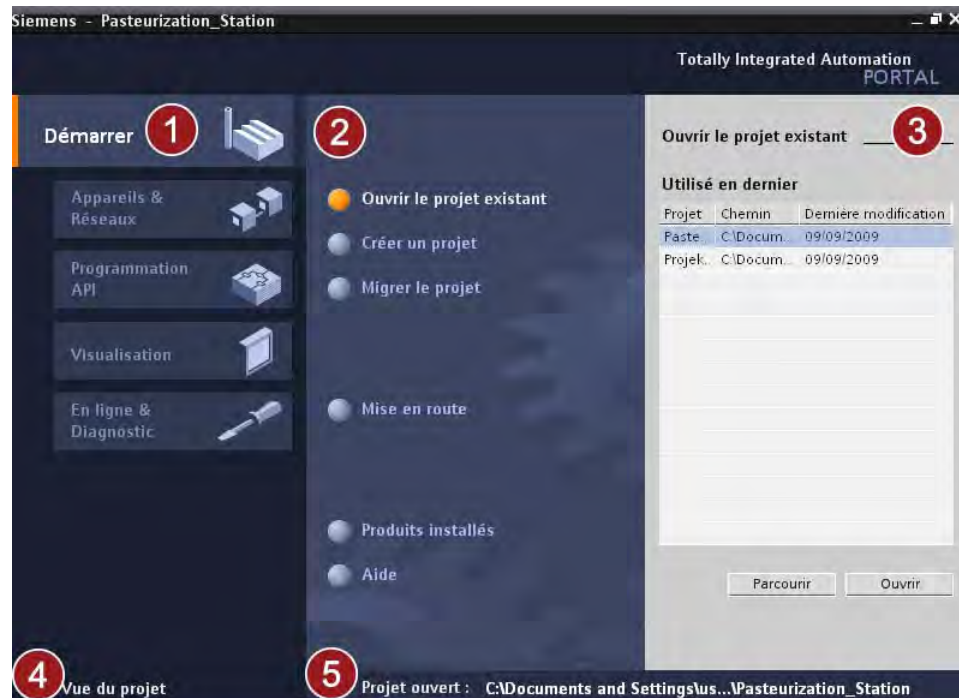 Siemens - Pasteurization_Station
Totally Integrated Automation
PORTAL
Démarrer 1
Appareils &
Réseaux
Programmation
API
Visualisation
En ligne &
Diagnostic
2
Ouvrir le projet existant
Créer un projet
Migrer le projet
Mise en route
Produits installés
Aide
Ouvrir le projet existant 3
Utilisé en dernier
Projet Chemin Dernière modification
Paste C:\Docum... 09/09/2009
Projek.. C:\Docum... 09/09/2009
Parcourir Ouvrir
4 Vue du projet
5 Projet ouvert : C:\Documents and Settings\us...\Pasteurization_Station